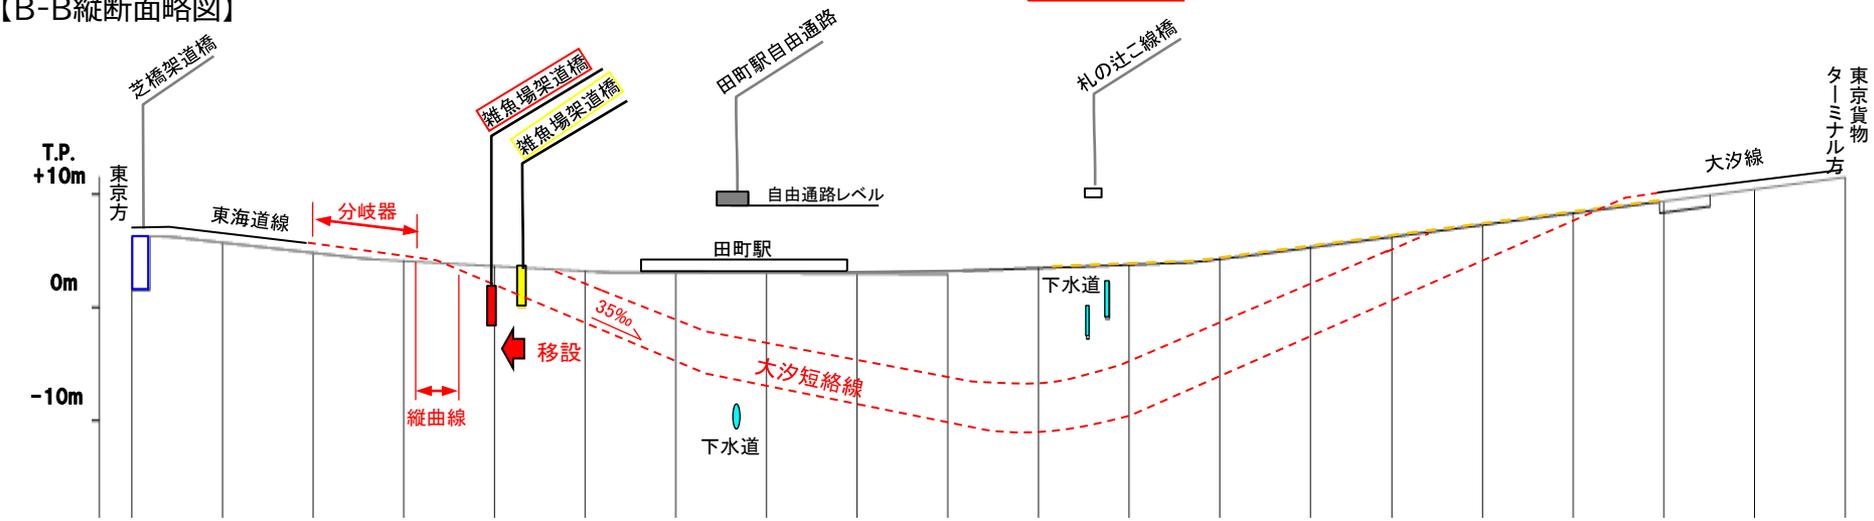 【B-B縦断面略図】
芝橋架道橋
雑魚場架道橋
雑魚場架道橋
田町駅自由通路
札の辻こ線橋
東京貨物
ターミナル方
T.P.
+10m
0m
-10m
東京方
東海道線
分岐器
自由通路レベル
田町駅
大汐線
下水道
35‰
移設
大汐短絡線
縦曲線
下水道